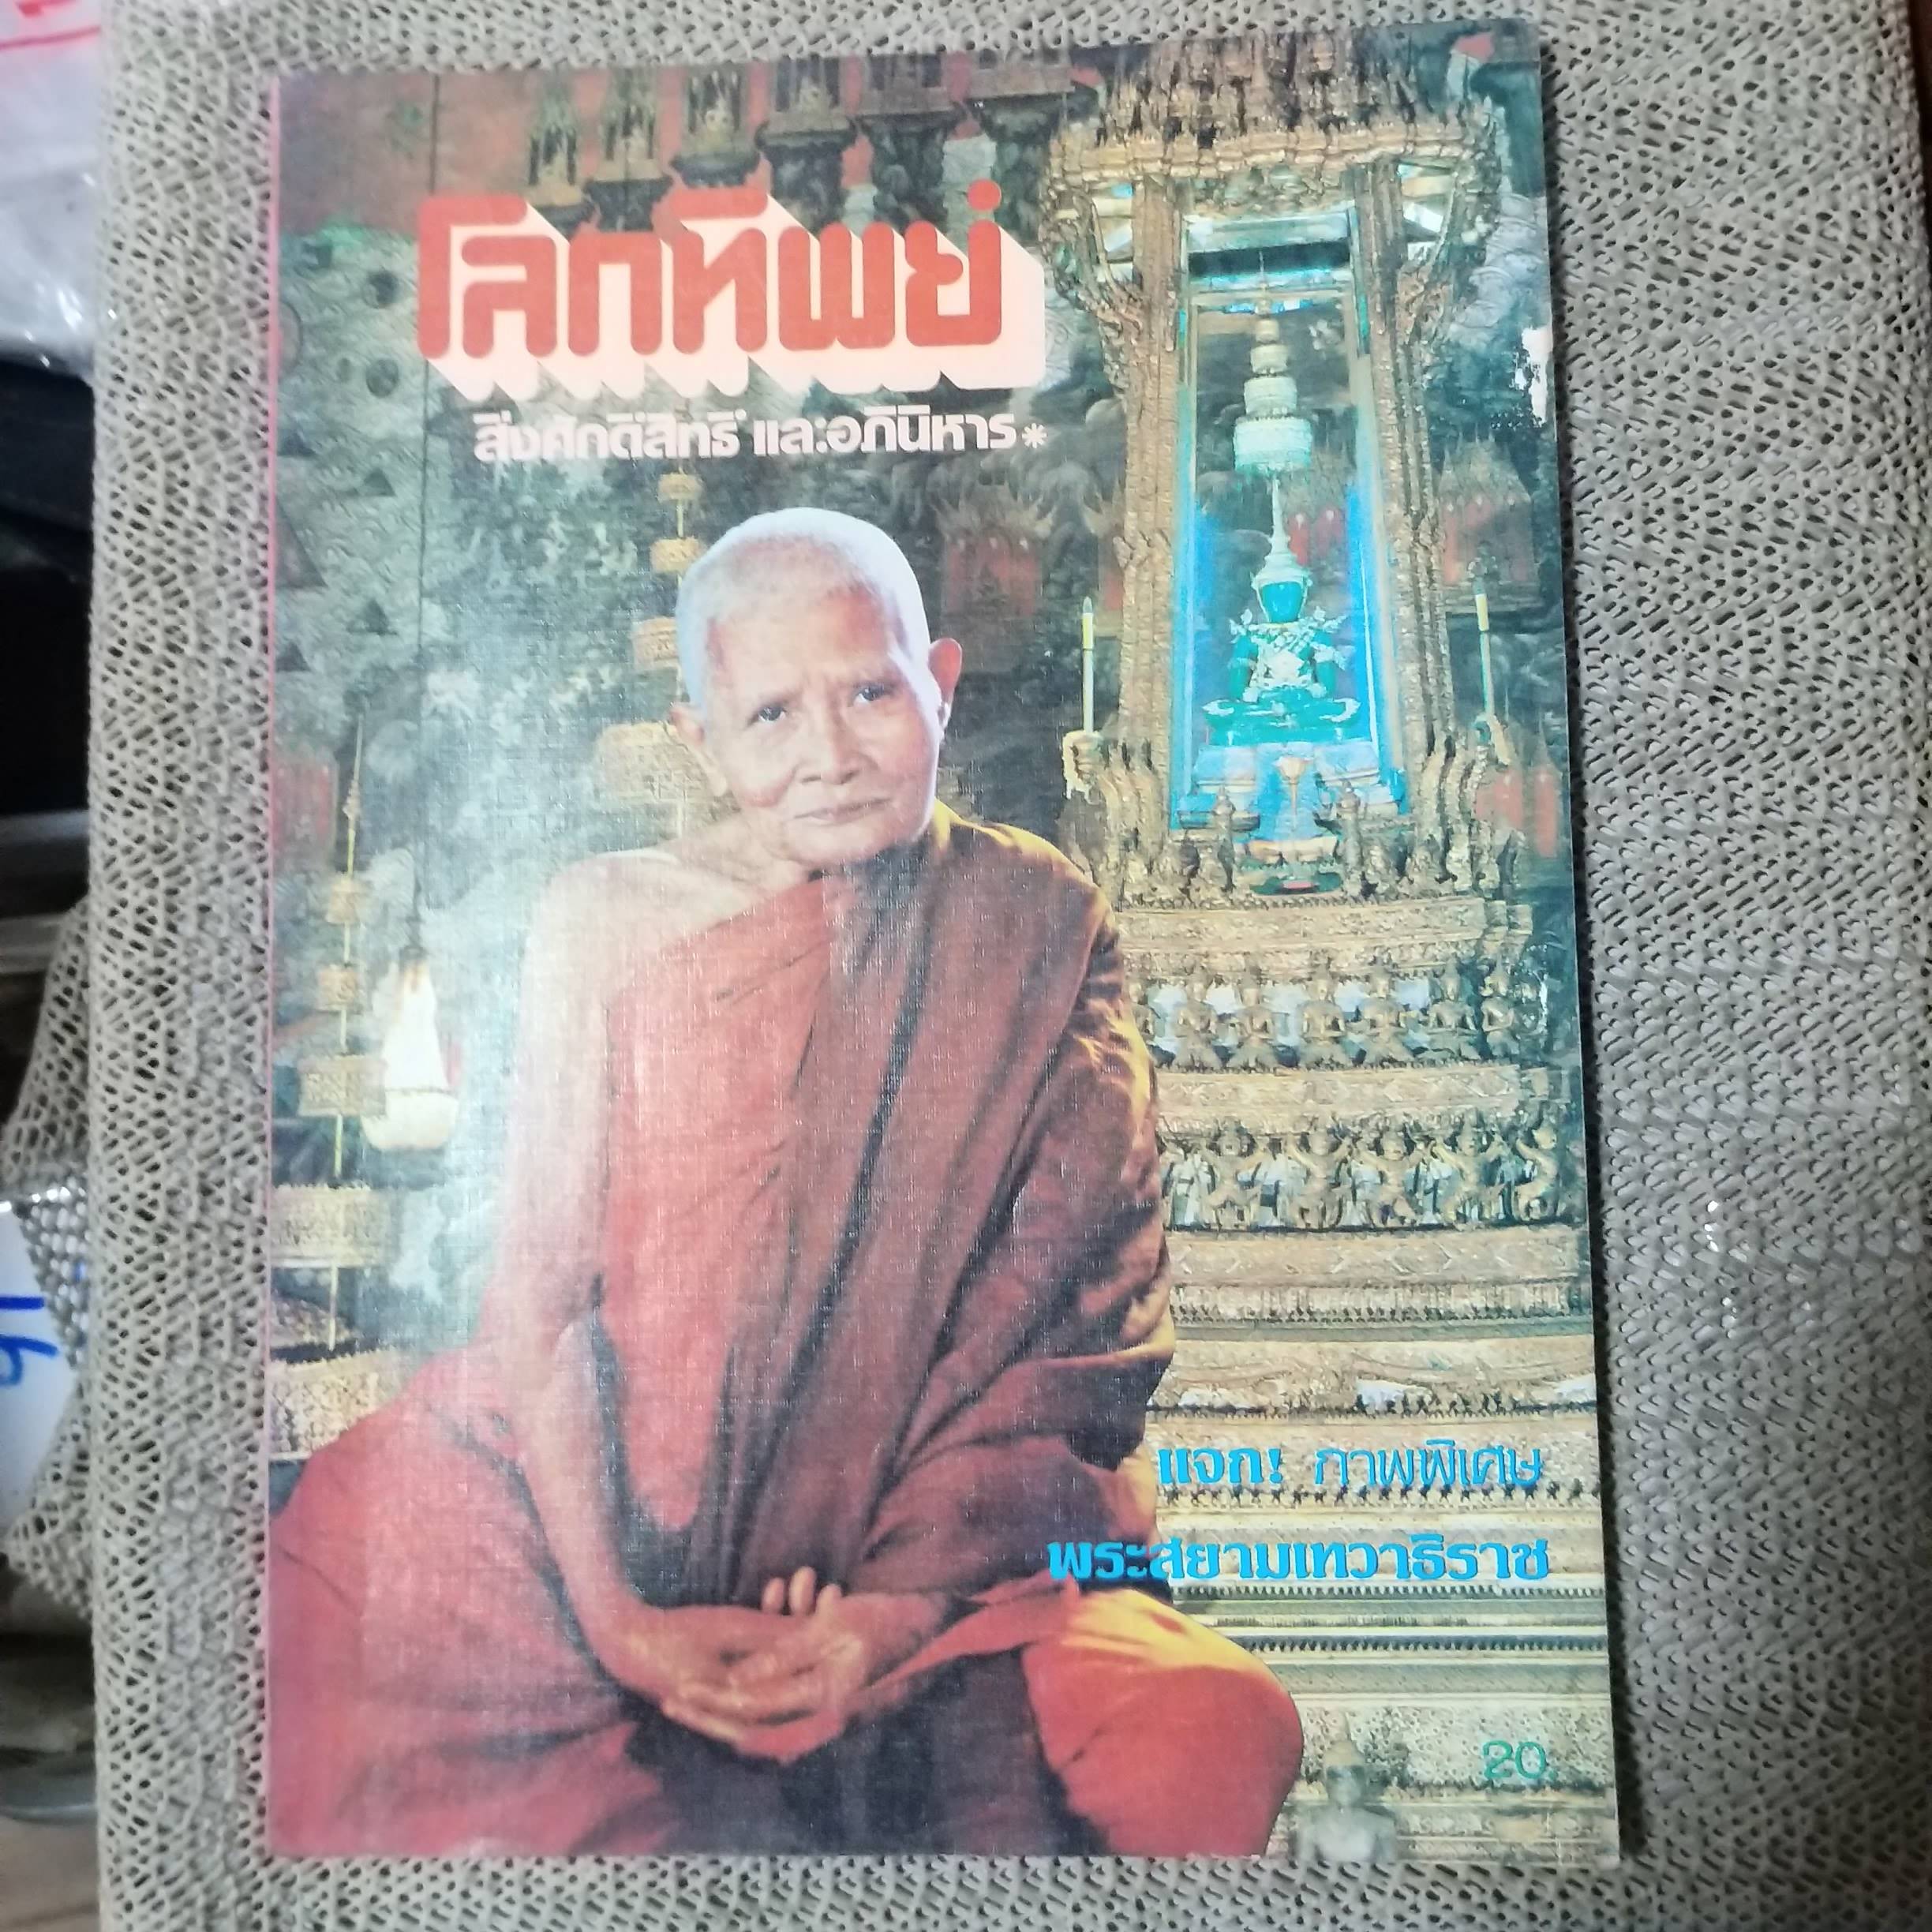 โลกทิพย์
สิ่งศักดิ์สิทธิ์ และอภินิหาร*
แจก! ภาพพิเศษ
พระสยามเทวาธิราช
20
16